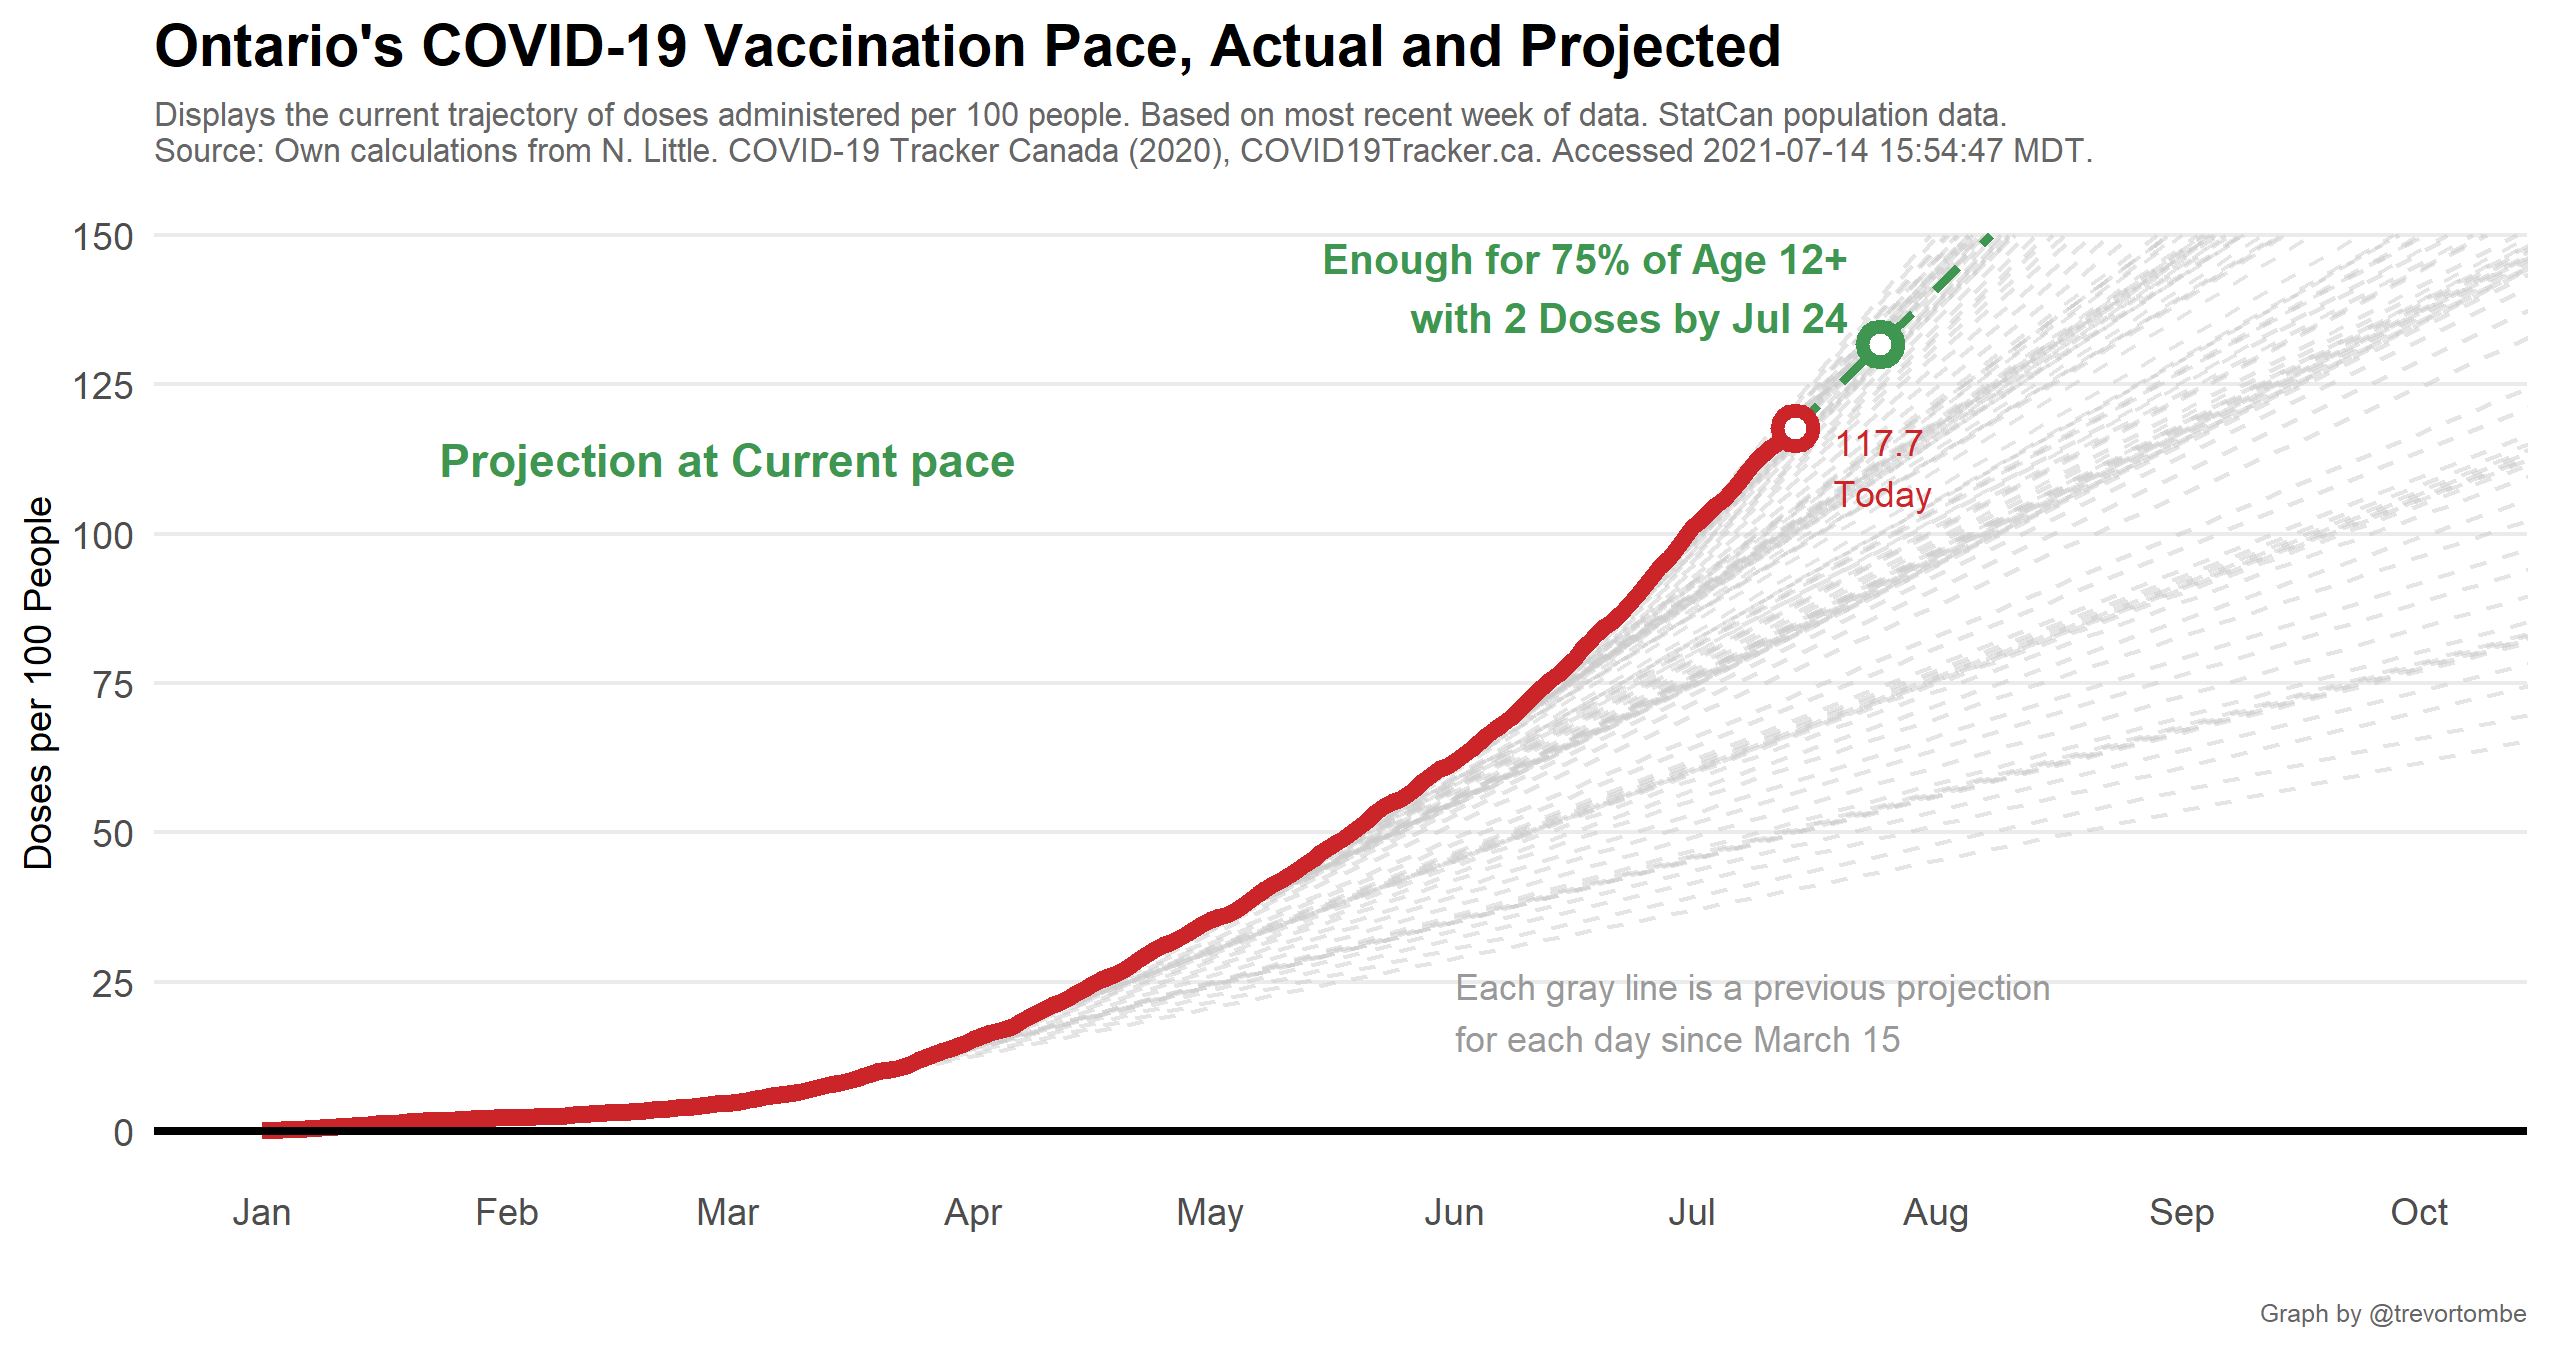 Ontario's COVID-19 Vaccination Pace, Actual and Projected
Displays the current trajectory of doses administered per 100 people. Based on most recent week of data. StatCan population data.
Source: Own calculations from N. Little. COVID-19 Tracker Canada (2020), COVID19Tracker.ca. Accessed 2021-07-14 15:54:47 MDT.
Doses per 100 People
150
125
100
75
50
25
0
Enough for 75% of Age 12+
with 2 Doses by Jul 24
Projection at Current pace
117.7
Today
Each gray line is a previous projection
for each day since March 15
Jan Feb Mar Apr May Jun Jul Aug Sep Oct
Graph by @trevortombe